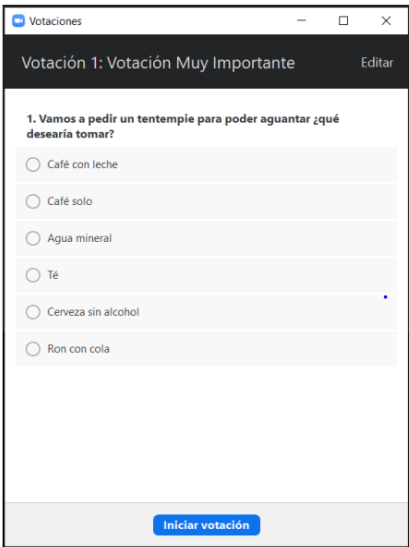 Votaciones
Votación 1: Votación Muy Importante
Editar
1. Vamos a pedir un tentempie para poder aguantar ¿qué
desearía tomar?
Café con leche
Café solo
Agua mineral
Té
Cerveza sin alcohol
Ron con cola
Iniciar votación